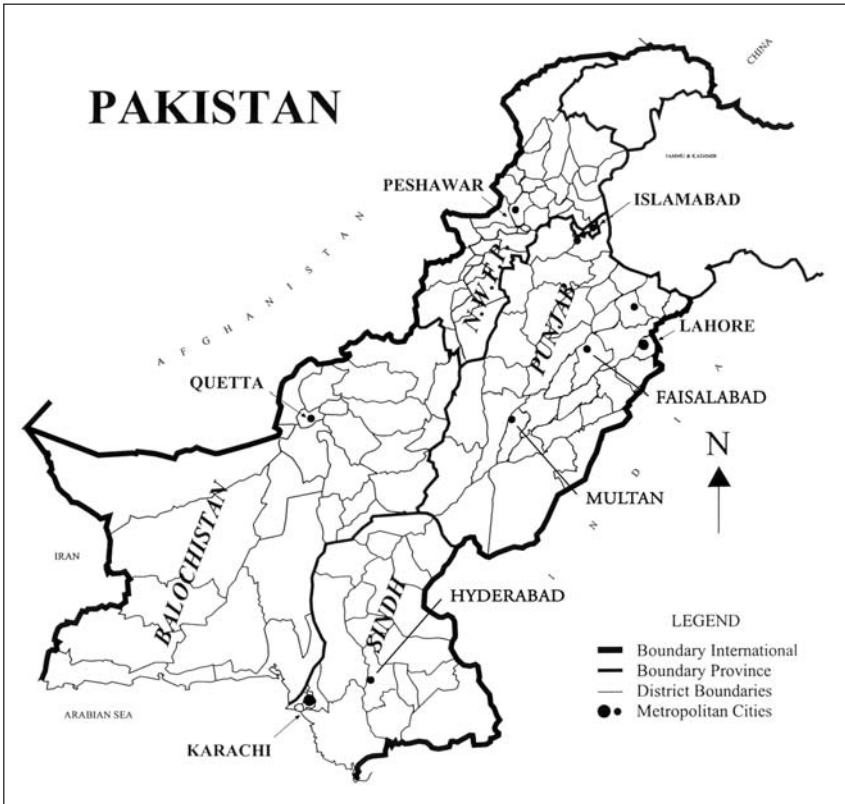 PAKISTAN
CHINA
JAMMU & KASHMIR
PESHAWAR
ISLAMABAD
N.W.F.P.
PUNJAB
AFGHANISTAN
LAHORE
QUETTA
FAISALABAD
N
MULTAN
INDIA
BALOCHISTAN
IRAN
SINDH
HYDERABAD
LEGEND
Boundary International
Boundary Province
District Boundaries
Metropolitan Cities
ARABIAN SEA
KARACHI